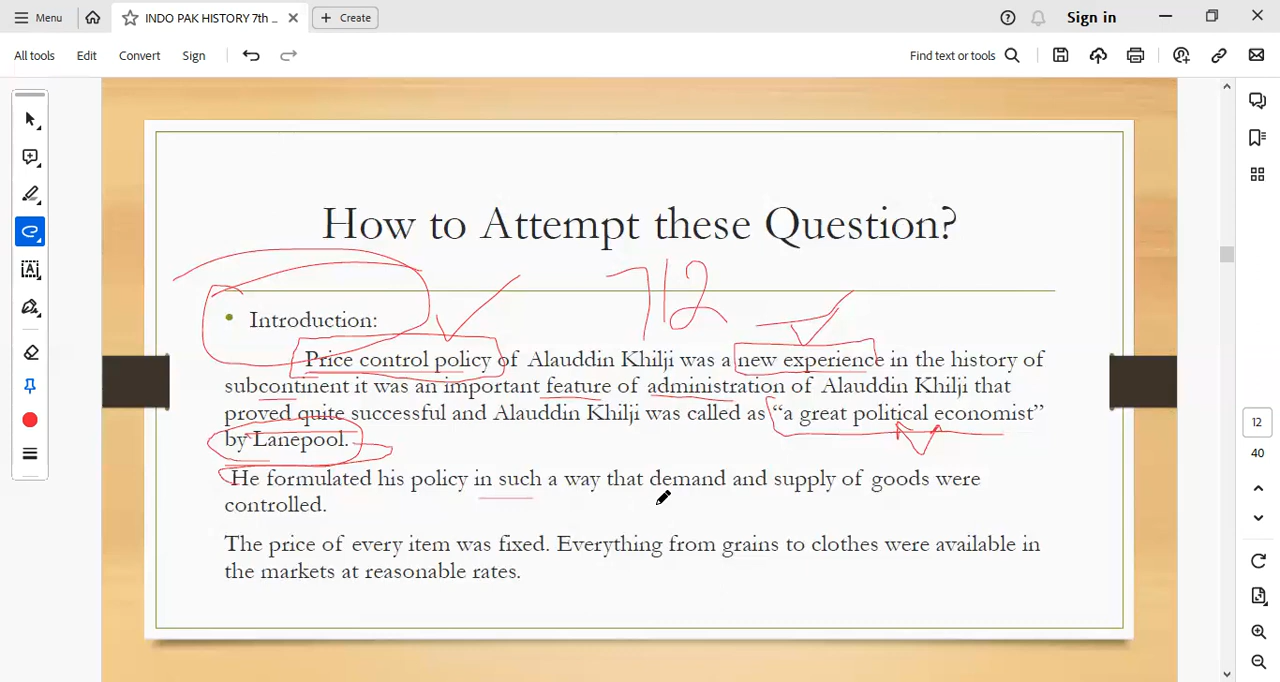 Menu
INDO PAK HISTORY 7th ...
Create
Sign in
All tools
Edit
Convert
Sign
Find text or tools
How to Attempt these Question?
712
• Introduction:
Price control policy of Alauddin Khilji was a new experience in the history of
subcontinent it was an important feature of administration of Alauddin Khilji that
proved quite successful and Alauddin Khilji was called as “a great political economist”
by Lanepool.
He formulated his policy in such a way that demand and supply of goods were
controlled.
The price of every item was fixed. Everything from grains to clothes were available in
the markets at reasonable rates.
12
40